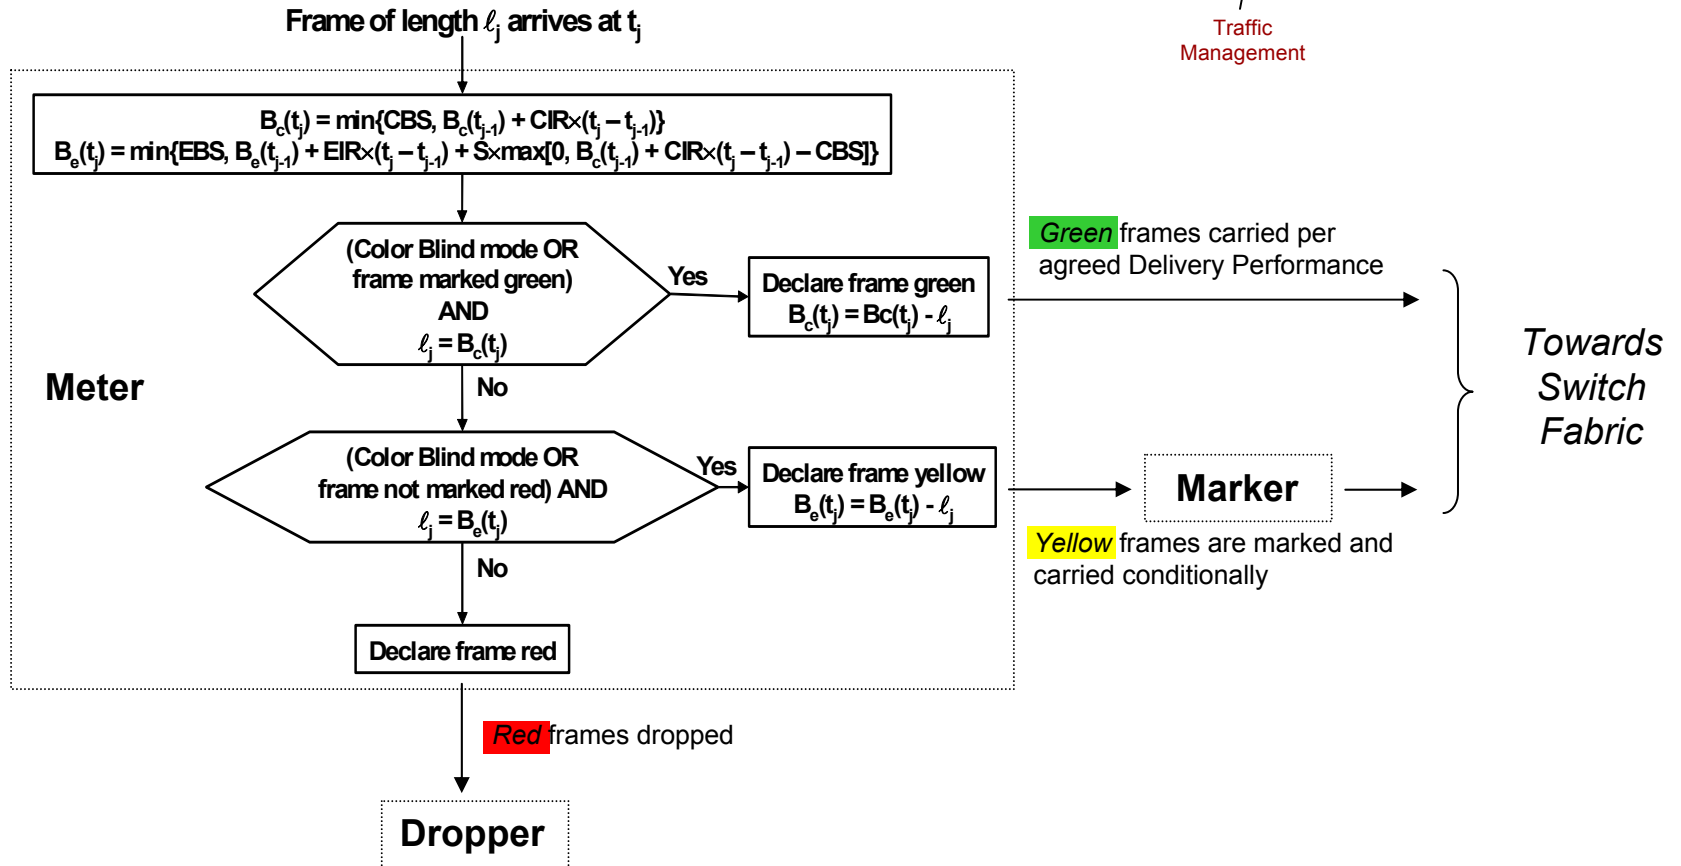 Frame of length ℓj arrives at tj
Traffic
Management
Bc(tj) = min{CBS, Bc(tj-1) + CIR×(tj – tj-1)}
Be(tj) = min{EBS, Be(tj-1) + EIR×(tj – tj-1) + S×max[0, Bc(tj-1) + CIR×(tj – tj-1) – CBS]}
(Color Blind mode OR
frame marked green)
AND
ℓj = Bc(tj)
Yes
Declare frame green
Bc(tj) = Bc(tj) - ℓj
Green frames carried per
agreed Delivery Performance
Meter
No
(Color Blind mode OR
frame not marked red) AND
ℓj = Be(tj)
Yes
Declare frame yellow
Be(tj) = Be(tj) - ℓj
Marker
Yellow frames are marked and
carried conditionally
Towards
Switch
Fabric
No
Declare frame red
Red frames dropped
Dropper